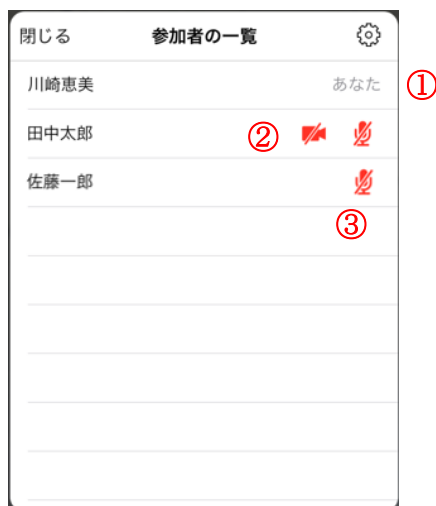 閉じる 参加者の一覧
川崎恵美 あなた ①
田中太郎 ②
佐藤一郎
③